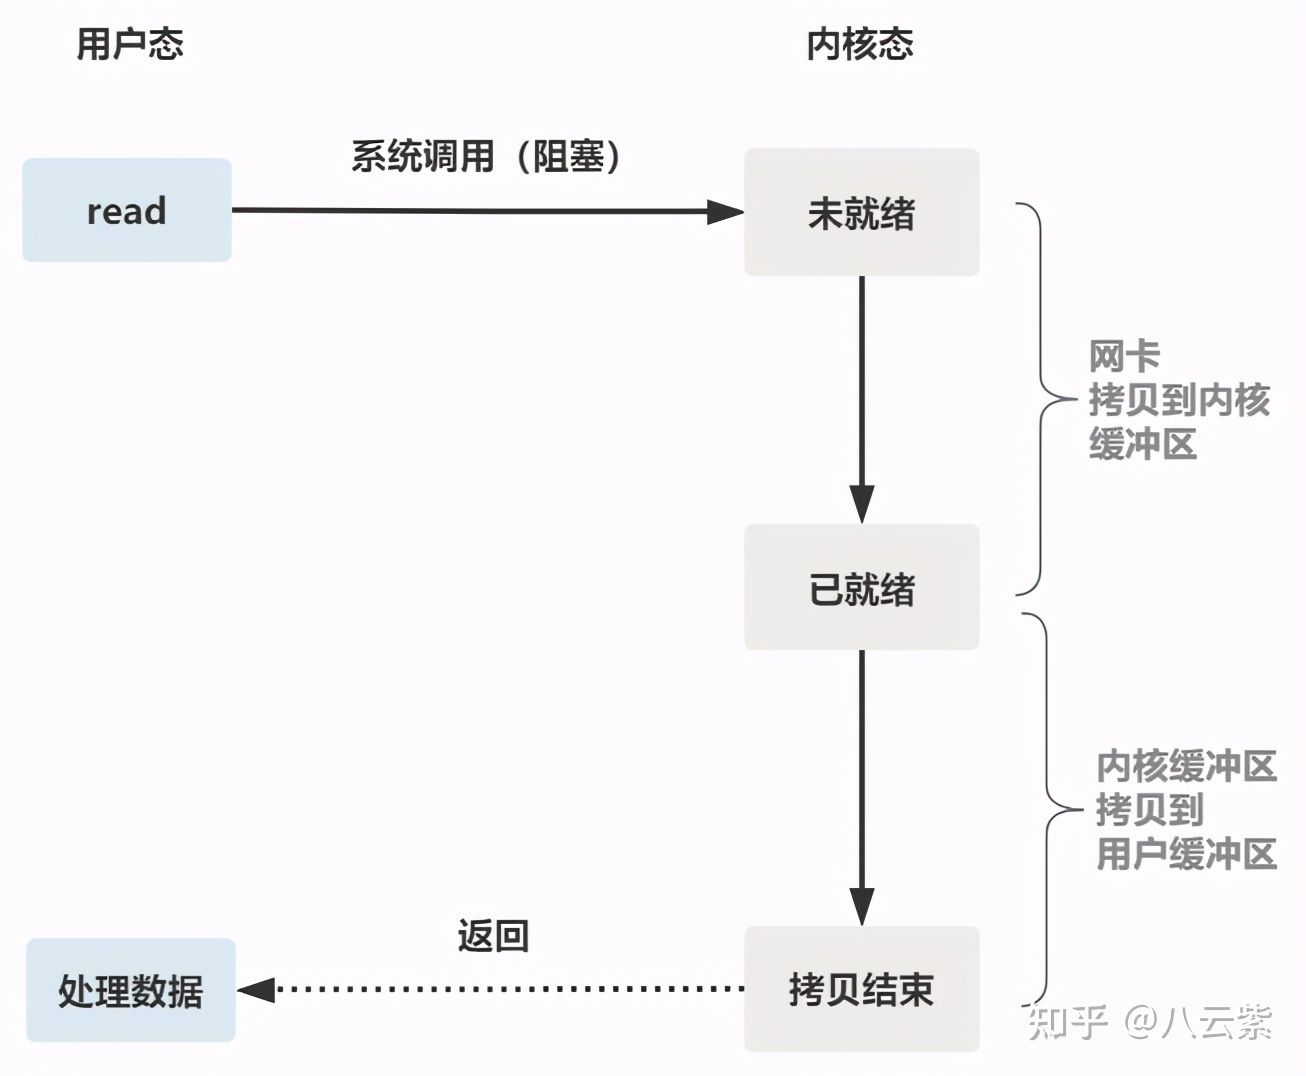 用户态
内核态
系统调用（阻塞）
read
未就绪
网卡
拷贝到内核
缓冲区
已就绪
内核缓冲区
拷贝到
用户缓冲区
返回
处理数据
拷贝结束
知乎 @八云紫